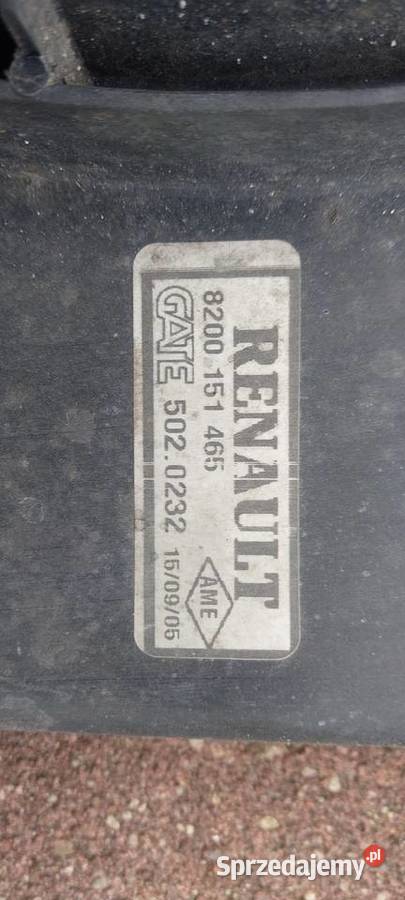 RENAULT
8200 151 465
AME
GATE 502.0232 15/09/05
Sprzedajemy.pl